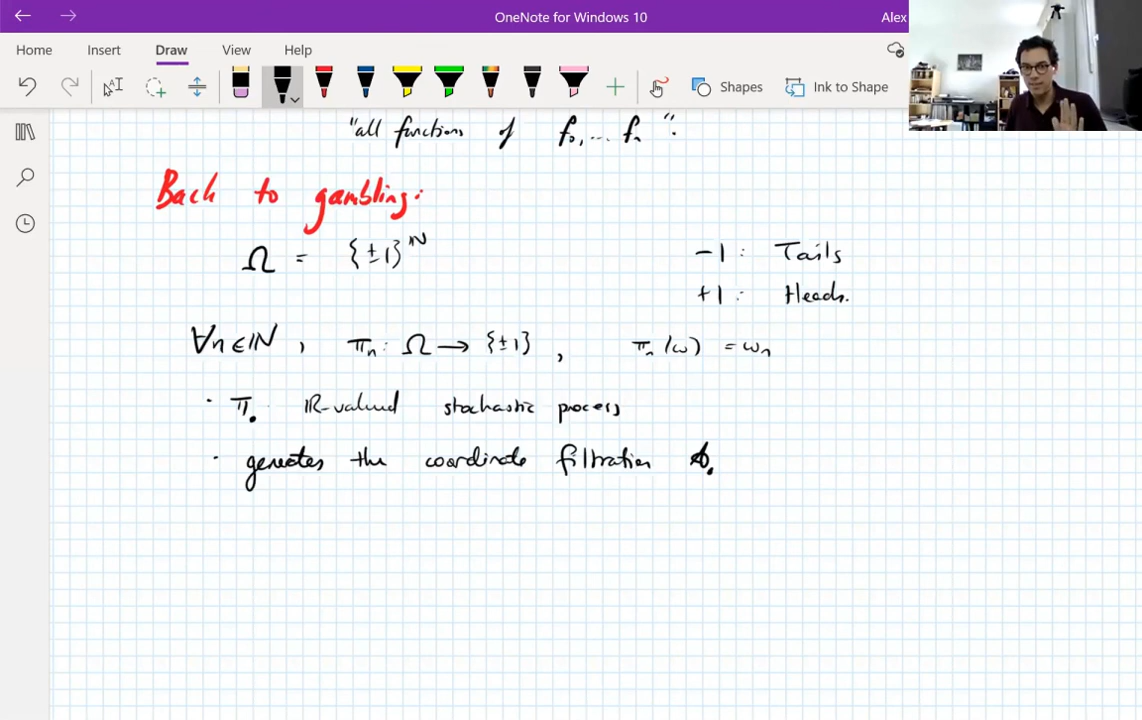 OneNote for Windows 10
Alex
Home Insert Draw View Help
Shapes Ink to Shape
"all functions of f₀,... fₙ".
Back to gambling:
Ω = {±1}^ℕ
-1: Tails
+1: Heads.
∀n∈ℕ, πₙ: Ω → {±1}, πₙ(ω) = ωₙ
· π. ℝ-valued stochastic process
· generates the coordinate filtration